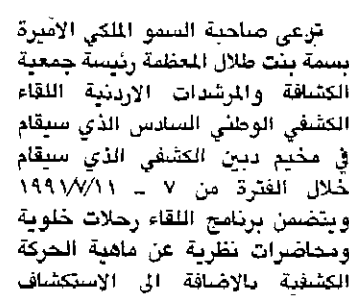 ترعى صاحبة السمو الملكي الاميرة
بسمة بنت طلال المعظمة رئيسة جمعية
الكشافة والمرشدات الاردنية اللقاء
الكشفي الوطني السادس الذي سيقام
في مخيم دبين الكشفي الذي سيقام
خلال الفترة من ٧ - ١٩٩١/٧/١١
ويتضمن برنامج اللقاء رحلات خلوية
ومحاضرات نظرية عن ماهية الحركة
الكشفية بالاضافة الى الاستكشاف